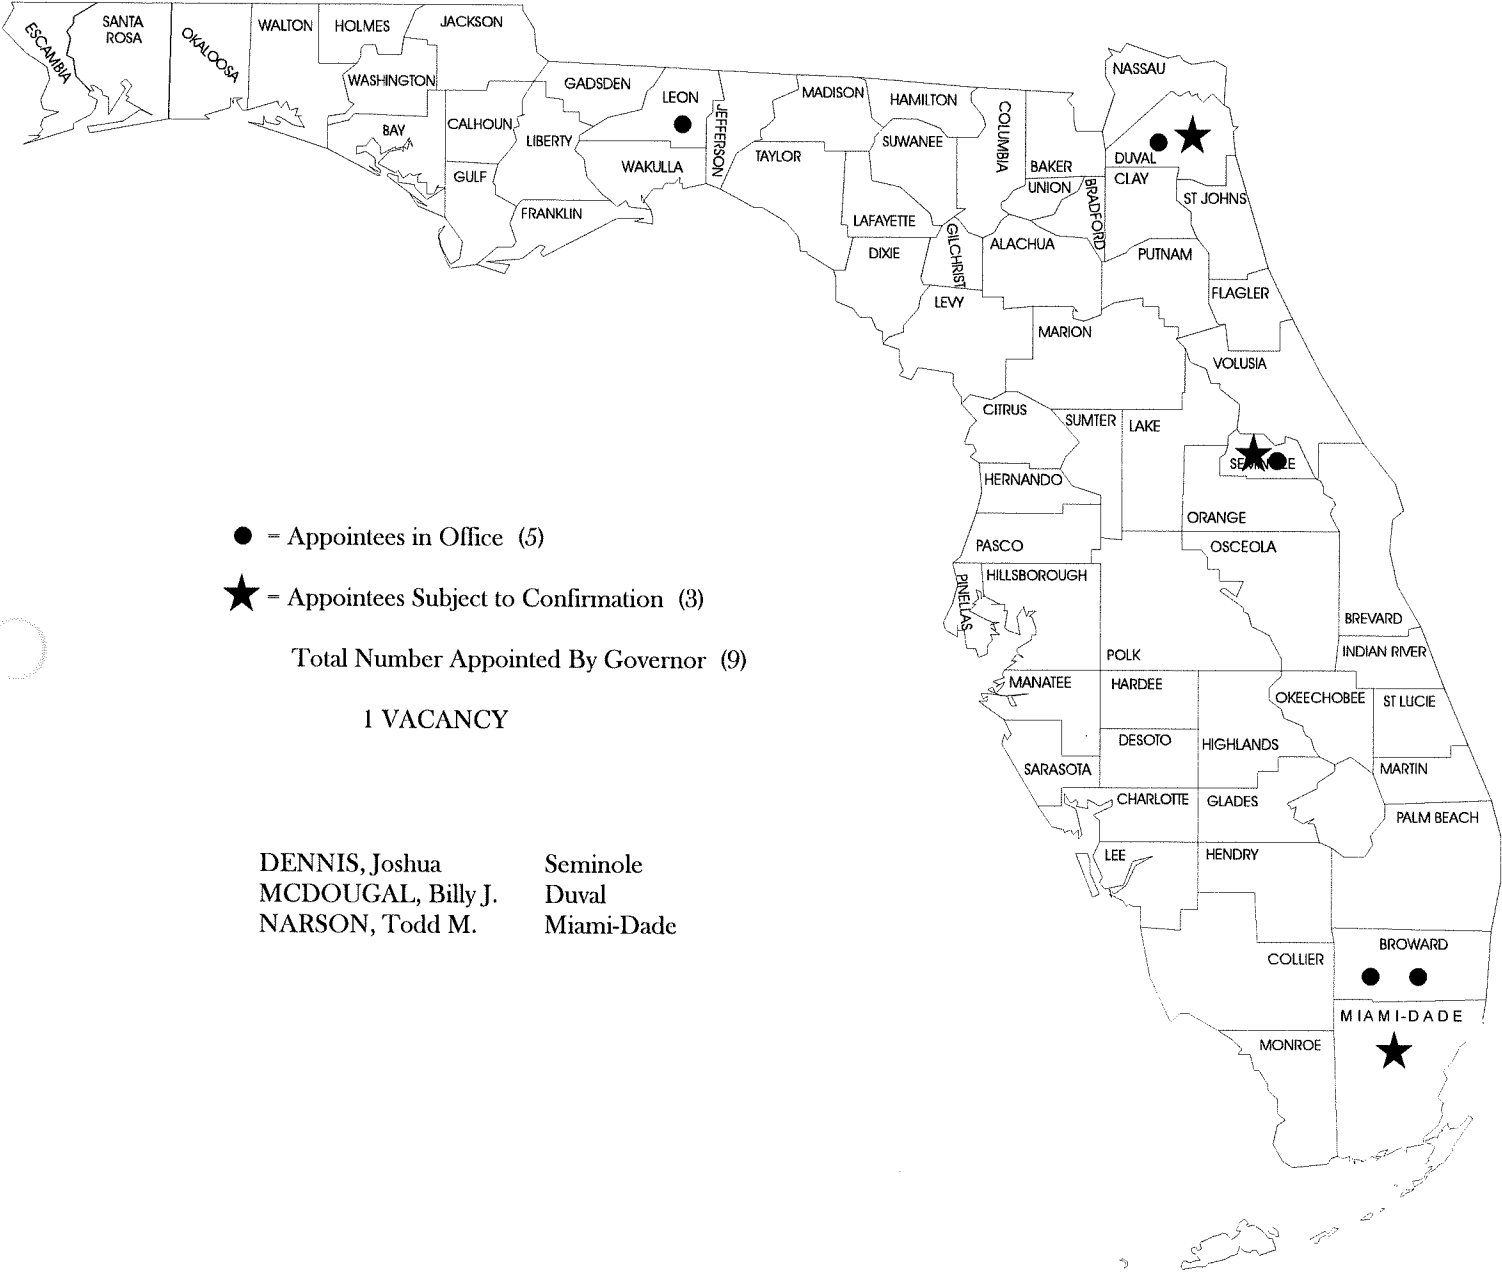 ESCAMBIA
SANTA
ROSA
OKALOOSA
WALTON
HOLMES
JACKSON
WASHINGTON
BAY
CALHOUN
GULF
GADSDEN
LIBERTY
FRANKLIN
LEON
WAKULLA
JEFFERSON
MADISON
TAYLOR
HAMILTON
SUWANEE
LAFAYETTE
DIXIE
COLUMBIA
GILCHRIST
LEVY
NASSAU
BAKER
UNION
BRADFORD
ALACHUA
DUVAL
CLAY
ST JOHNS
PUTNAM
FLAGLER
MARION
VOLUSIA
CITRUS
SUMTER
LAKE
SEMINOLE
HERNANDO
ORANGE
PASCO
OSCEOLA
PINELLAS
HILLSBOROUGH
BREVARD
POLK
INDIAN RIVER
MANATEE
HARDEE
OKEECHOBEE
ST LUCIE
DESOTO
HIGHLANDS
SARASOTA
MARTIN
CHARLOTTE
GLADES
PALM BEACH
LEE
HENDRY
BROWARD
COLLIER
MIAMI-DADE
MONROE
= Appointees in Office (5)
= Appointees Subject to Confirmation (3)
Total Number Appointed By Governor (9)
1 VACANCY
DENNIS, Joshua Seminole
MCDOUGAL, Billy J. Duval
NARSON, Todd M. Miami-Dade